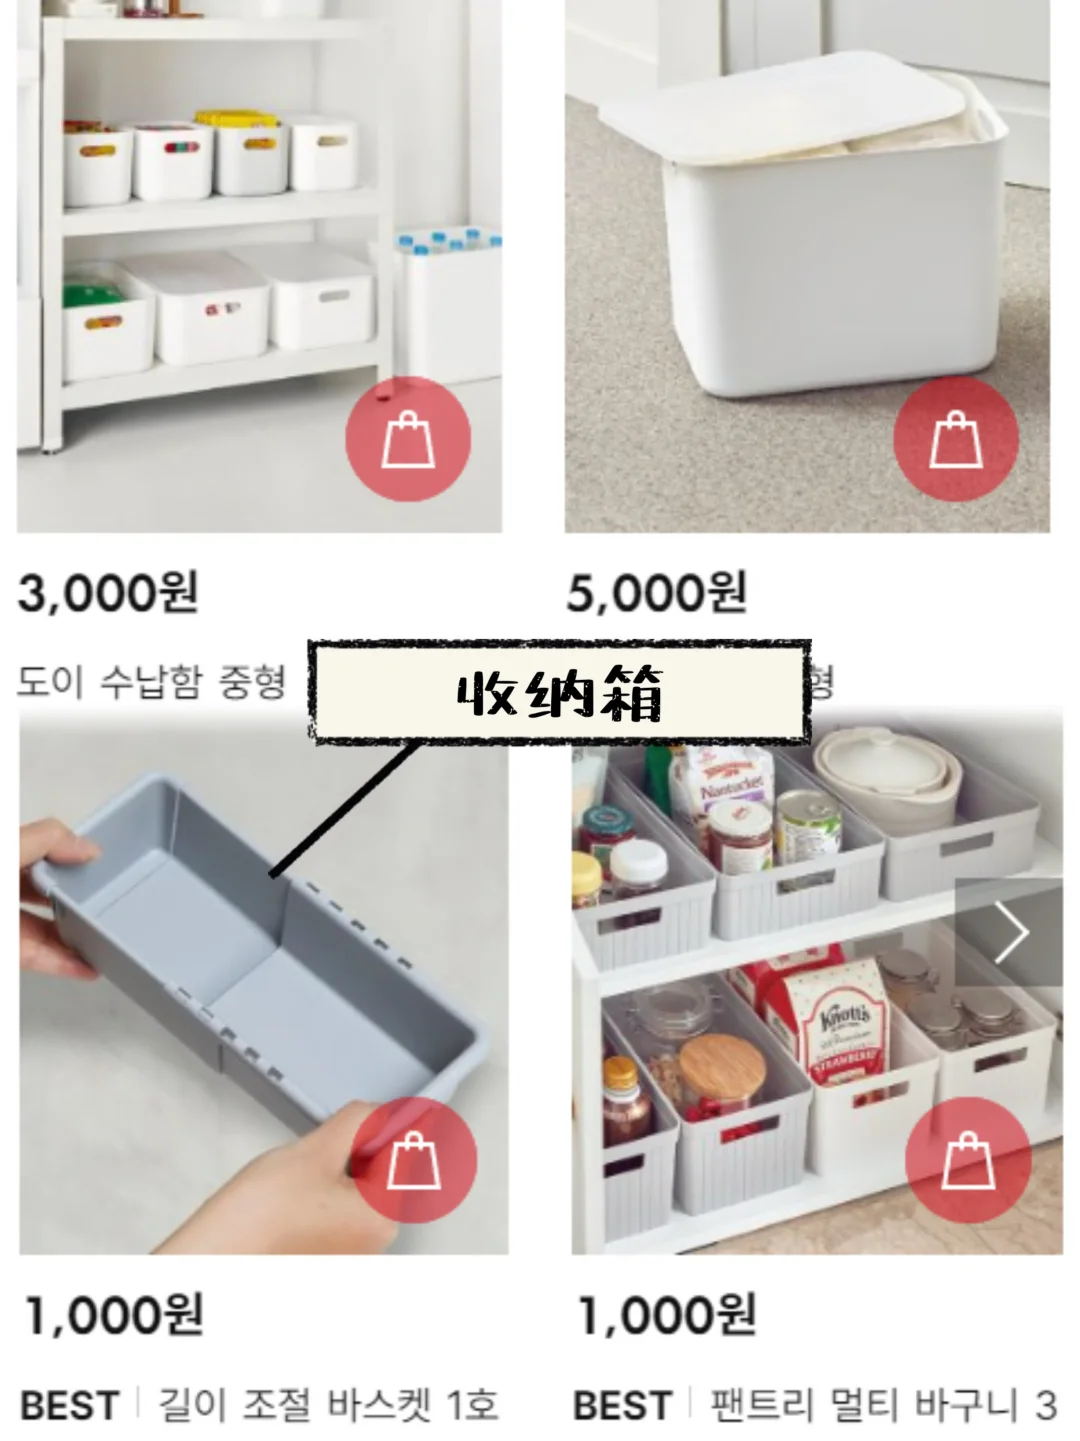 3,000원
5,000원
도이 수납함 중형
형
收纳箱
Nantucket
Knott's
STRAWBERRY
1,000원
1,000원
BEST | 길이 조절 바스켓 1호
BEST | 팬트리 멀티 바구니 3